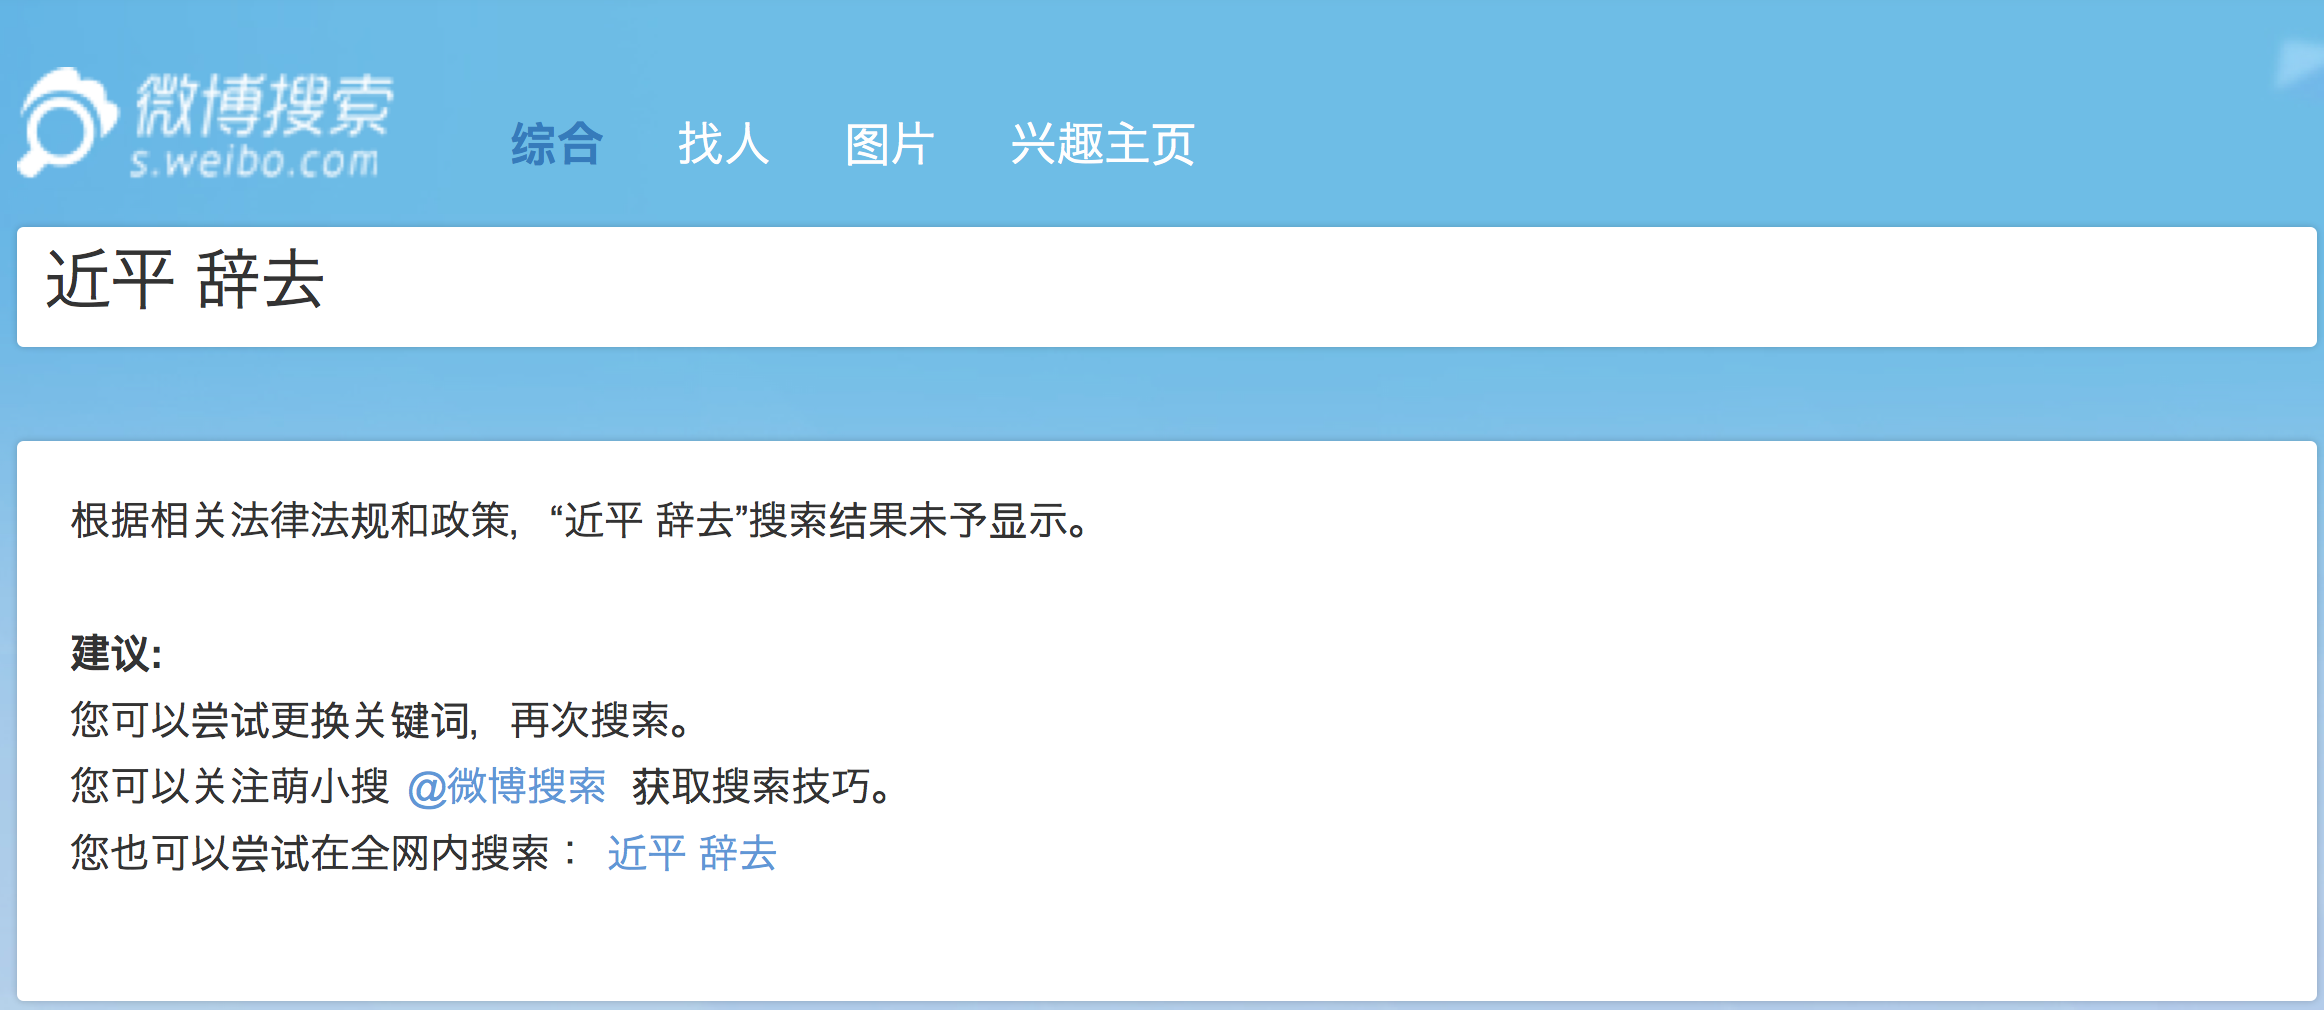 微博搜索
s.weibo.com
综合 找人 图片 兴趣主页
近平 辞去
根据相关法律法规和政策,“近平 辞去”搜索结果未予显示。
建议:
您可以尝试更换关键词,再次搜索。
您可以关注萌小搜 @微博搜索 获取搜索技巧。
您也可以尝试在全网内搜索： 近平 辞去